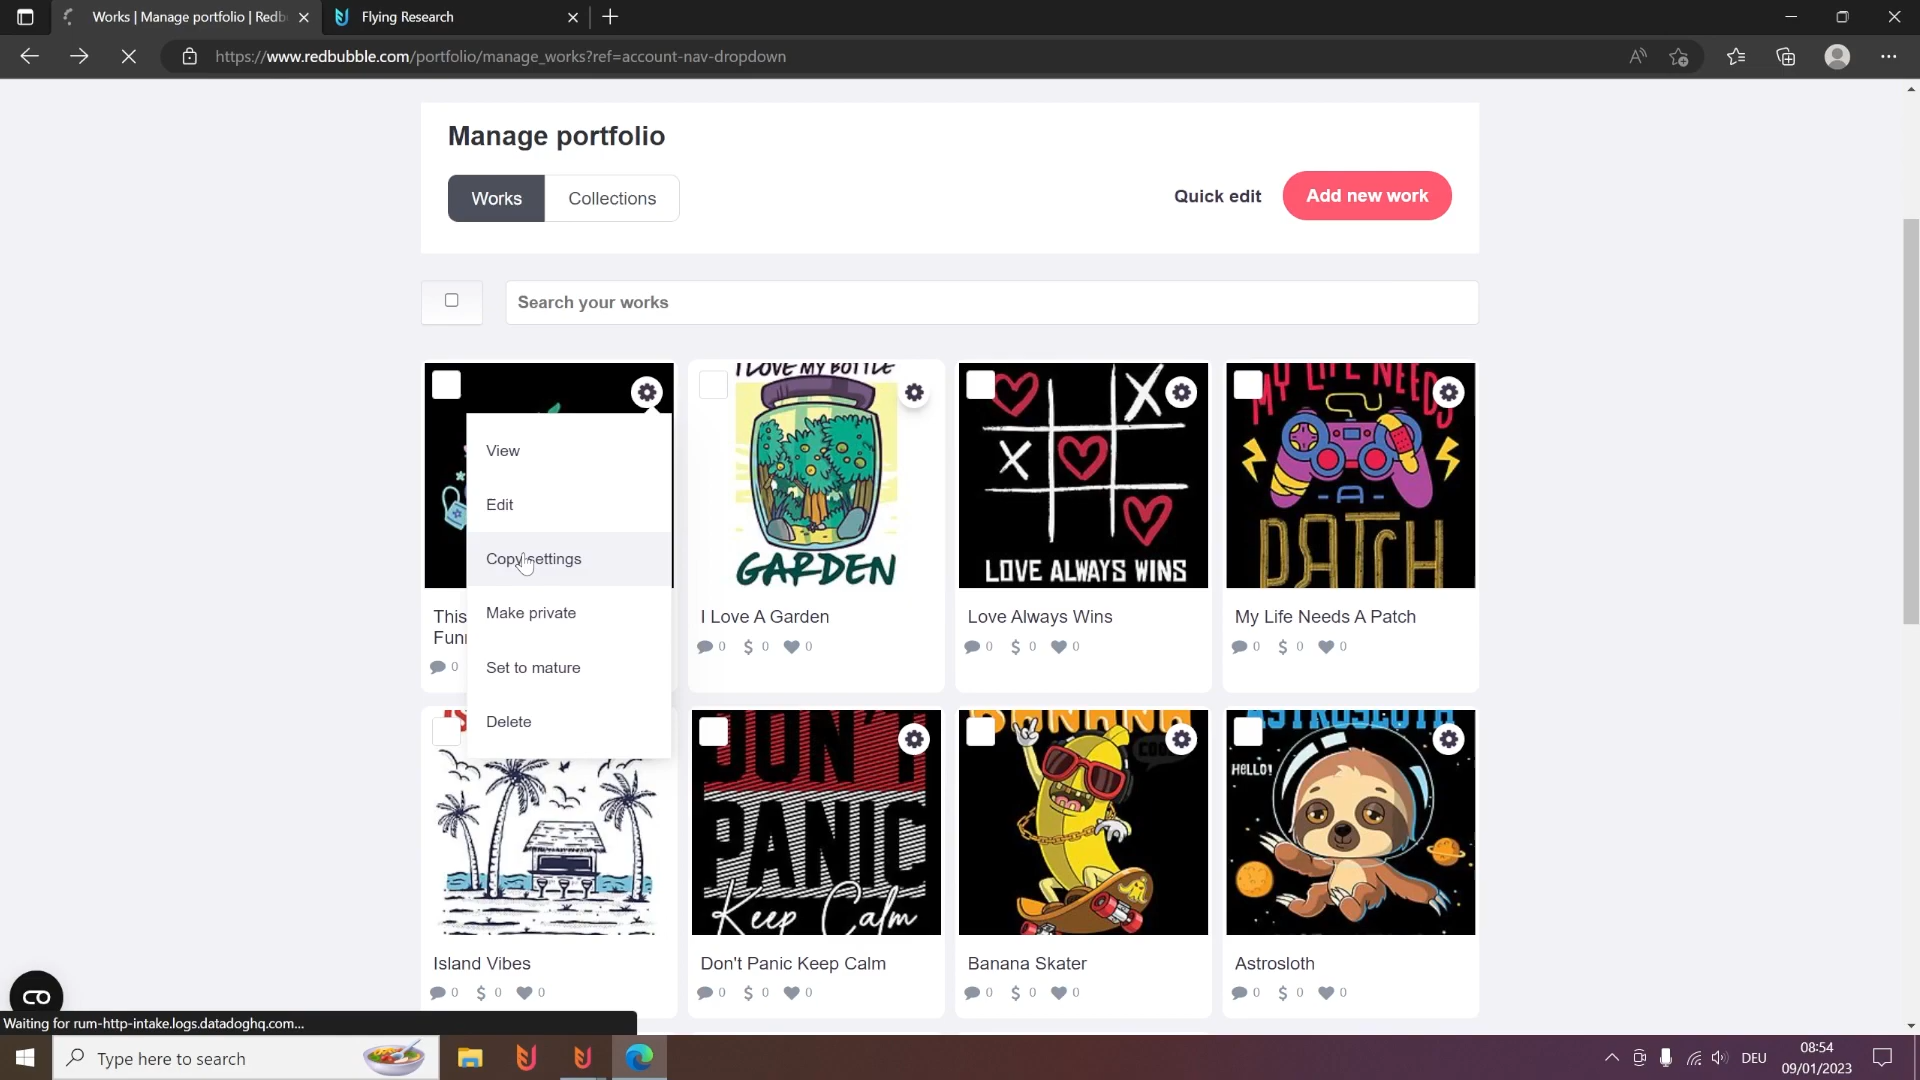 Works | Manage portfolio | Redb
Flying Research
https://www.redbubble.com/portfolio/manage_works?ref=account-nav-dropdown
Manage portfolio
Works
Collections
Quick edit
Add new work
Search your works
View
Edit
Copy settings
Make private
Set to mature
Delete
This
Funn
0
I LOVE MY BOTTLE
GARDEN
I Love A Garden
0 $ 0 0
X
X
LOVE ALWAYS WINS
Love Always Wins
0 $ 0 0
MY LIFE NEEDS
-A-
PATCH
My Life Needs A Patch
0 $ 0 0
Island Vibes
0 $ 0 0
DON'T
PANIC
Keep Calm
Don't Panic Keep Calm
0 $ 0 0
BANANA
Banana Skater
0 $ 0 0
ASTROSLOTH
HELLO!
Astrosloth
0 $ 0 0
Waiting for rum-http-intake.logs.datadoghq.com...
Type here to search
DEU
08:54
09/01/2023